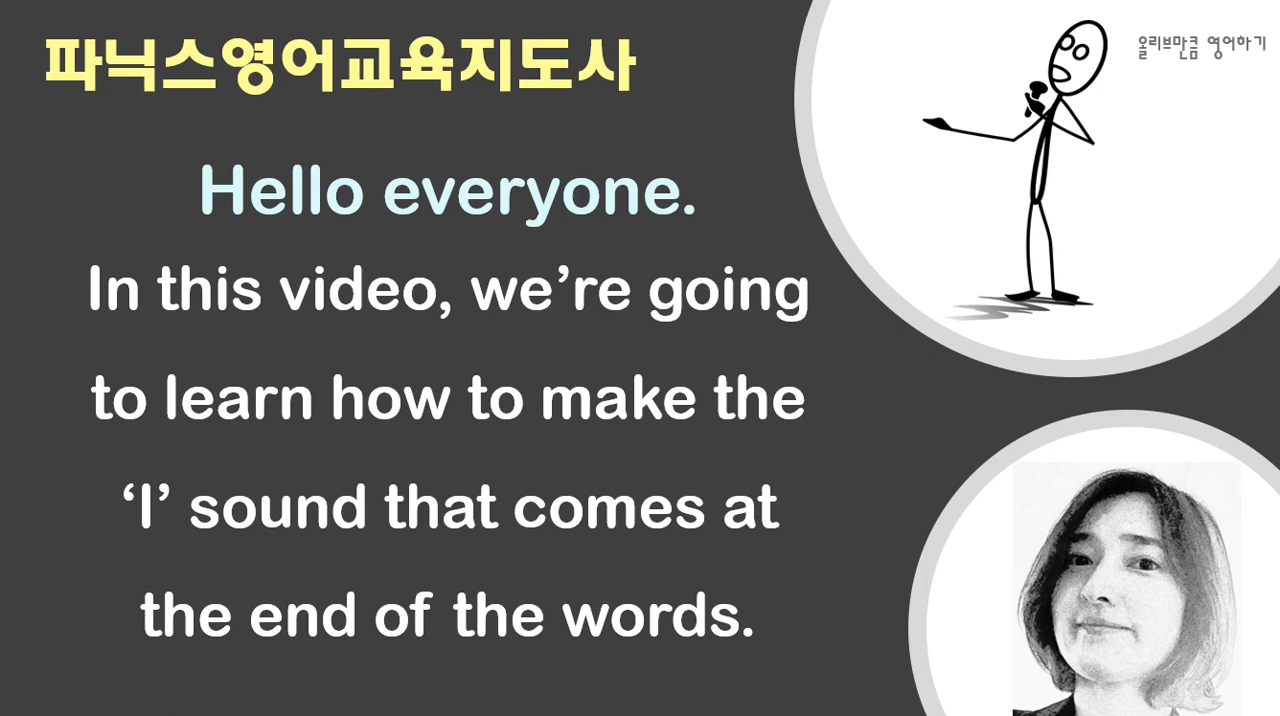 파닉스영어교육지도사
올리브만큼 영어하기
Hello everyone.
In this video, we’re going
to learn how to make the
‘l’ sound that comes at
the end of the words.